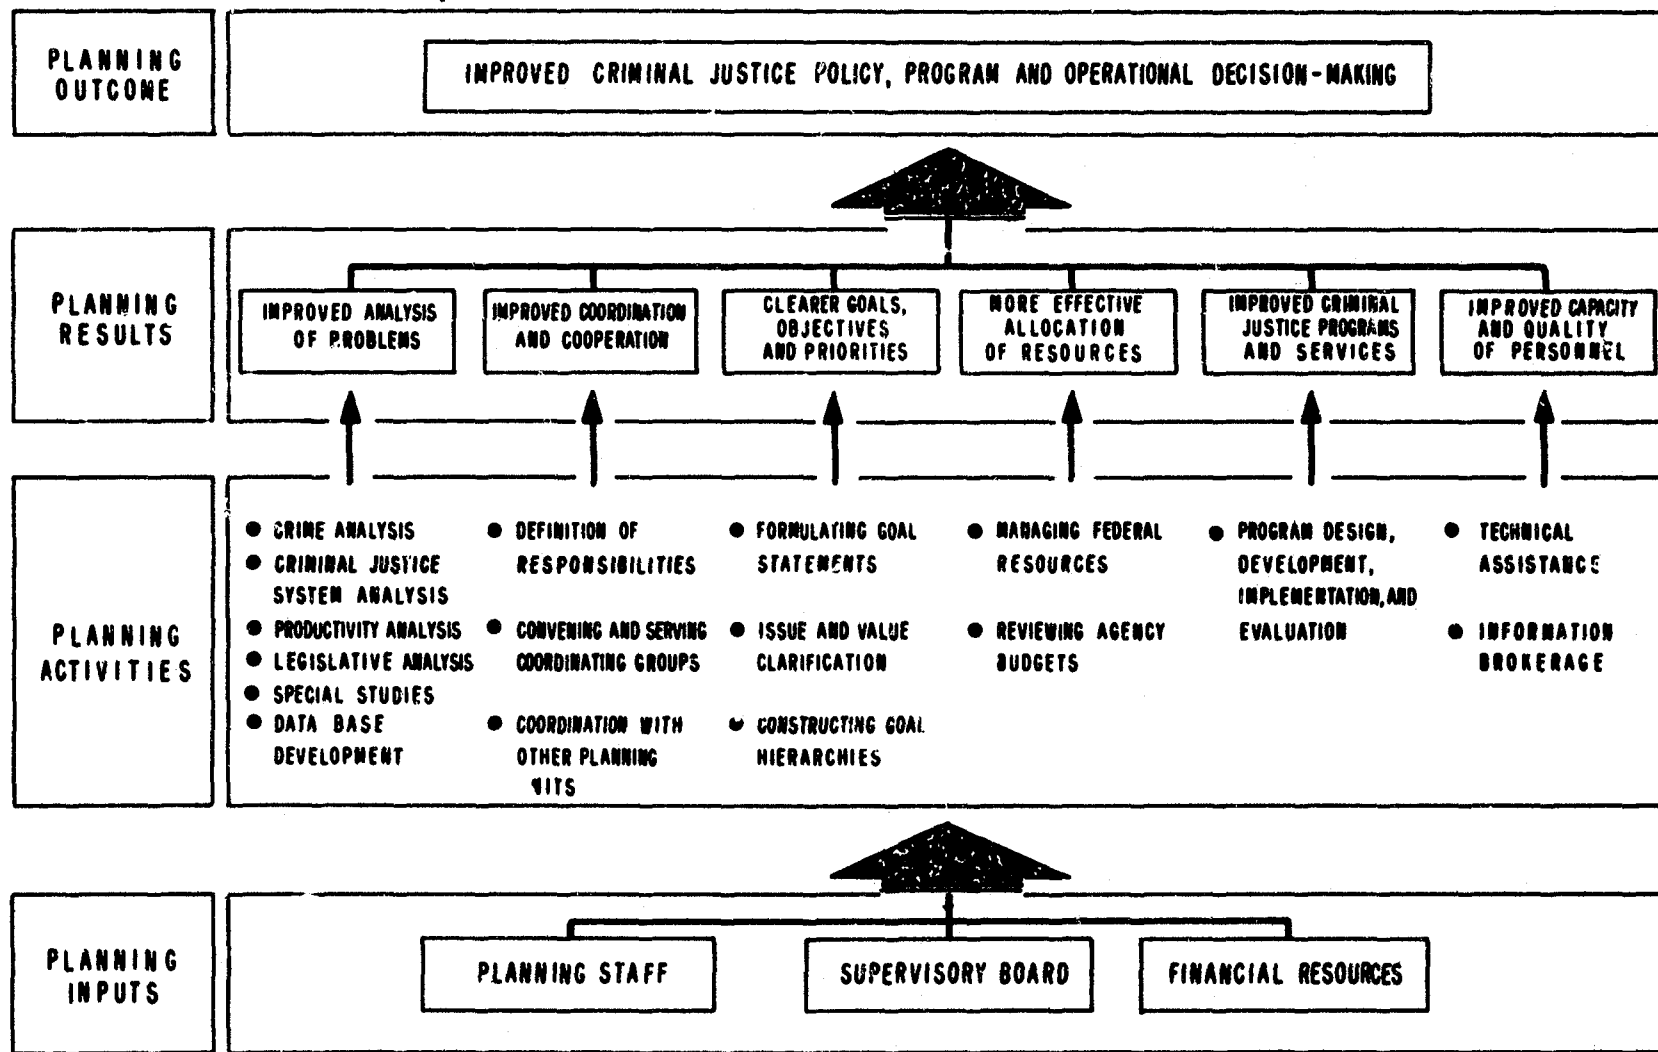 PLANNING
OUTCOME
IMPROVED CRIMINAL JUSTICE POLICY, PROGRAM AND OPERATIONAL DECISION-MAKING
PLANNING
RESULTS
IMPROVED ANALYSIS
OF PROBLEMS
IMPROVED COORDINATION
AND COOPERATION
CLEARER GOALS,
OBJECTIVES
AND PRIORITIES
MORE EFFECTIVE
ALLOCATION
OF RESOURCES
IMPROVED CRIMINAL
JUSTICE PROGRAMS
AND SERVICES
IMPROVED CAPACITY
AND QUALITY
OF PERSONNEL
PLANNING
ACTIVITIES
● CRIME ANALYSIS
● CRIMINAL JUSTICE
SYSTEM ANALYSIS
● PRODUCTIVITY ANALYSIS
● LEGISLATIVE ANALYSIS
● SPECIAL STUDIES
● DATA BASE
DEVELOPMENT
● DEFINITION OF
RESPONSIBILITIES
● CONVENING AND SERVING
COORDINATING GROUPS
● COORDINATION WITH
OTHER PLANNING
● FORMULATING GOAL
STATEMENTS
● ISSUE AND VALUE
CLARIFICATION
● CONSTRUCTING GOAL
HIERARCHIES
● MANAGING FEDERAL
RESOURCES
● REVIEWING AGENCY
BUDGETS
● PROGRAM DESIGN,
DEVELOPMENT,
IMPLEMENTATION, AND
EVALUATION
● TECHNICAL
ASSISTANCE
● INFORMATION
BROKERAGE
PLANNING
INPUTS
PLANNING STAFF
SUPERVISORY BOARD
FINANCIAL RESOURCES